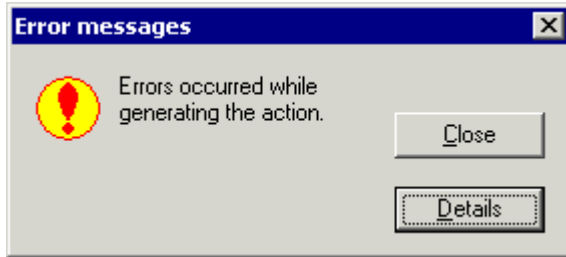 Error messages
Errors occurred while
generating the action.
Close
Details